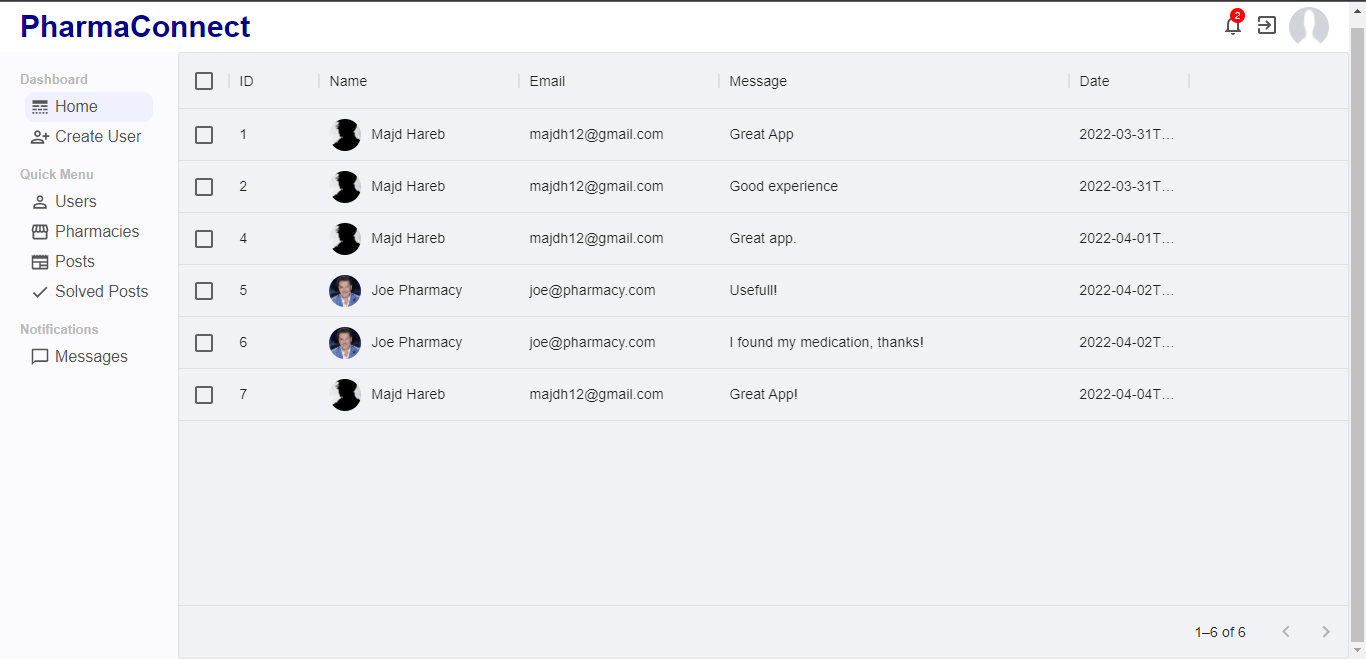 PharmaConnect
2
Dashboard
Home
Create User
Quick Menu
Users
Pharmacies
Posts
Solved Posts
Notifications
Messages
ID Name Email Message Date
1 Majd Hareb majdh12@gmail.com Great App 2022-03-31T...
2 Majd Hareb majdh12@gmail.com Good experience 2022-03-31T...
4 Majd Hareb majdh12@gmail.com Great app. 2022-04-01T...
5 Joe Pharmacy joe@pharmacy.com Usefull! 2022-04-02T...
6 Joe Pharmacy joe@pharmacy.com I found my medication, thanks! 2022-04-02T...
7 Majd Hareb majdh12@gmail.com Great App! 2022-04-04T...
1–6 of 6